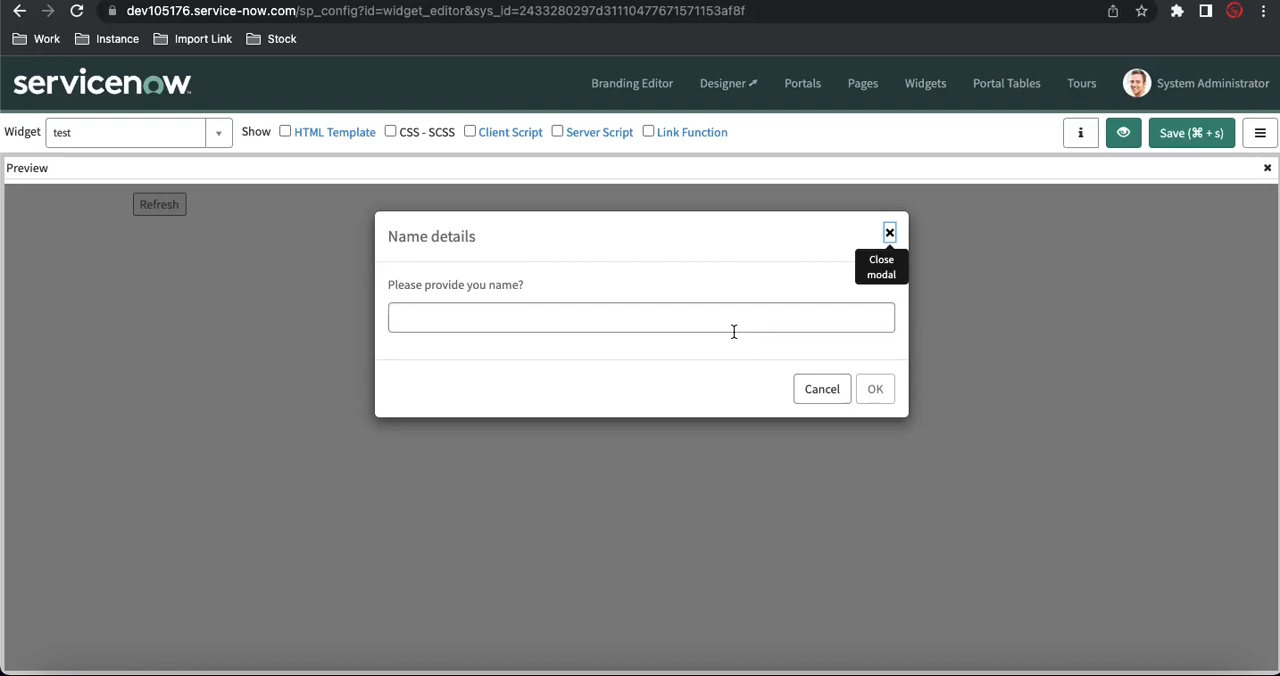 dev105176.service-now.com/sp_config?id=widget_editor&sys_id=2433280297d31110477671571153af8f
Work Instance Import Link Stock
servicenow
Branding Editor Designer Portals Pages Widgets Portal Tables Tours System Administrator
Widget test Show HTML Template CSS - SCSS Client Script Server Script Link Function i Save (⌘ + s)
Preview
Refresh
Name details
Close
modal
Please provide you name?
Cancel OK